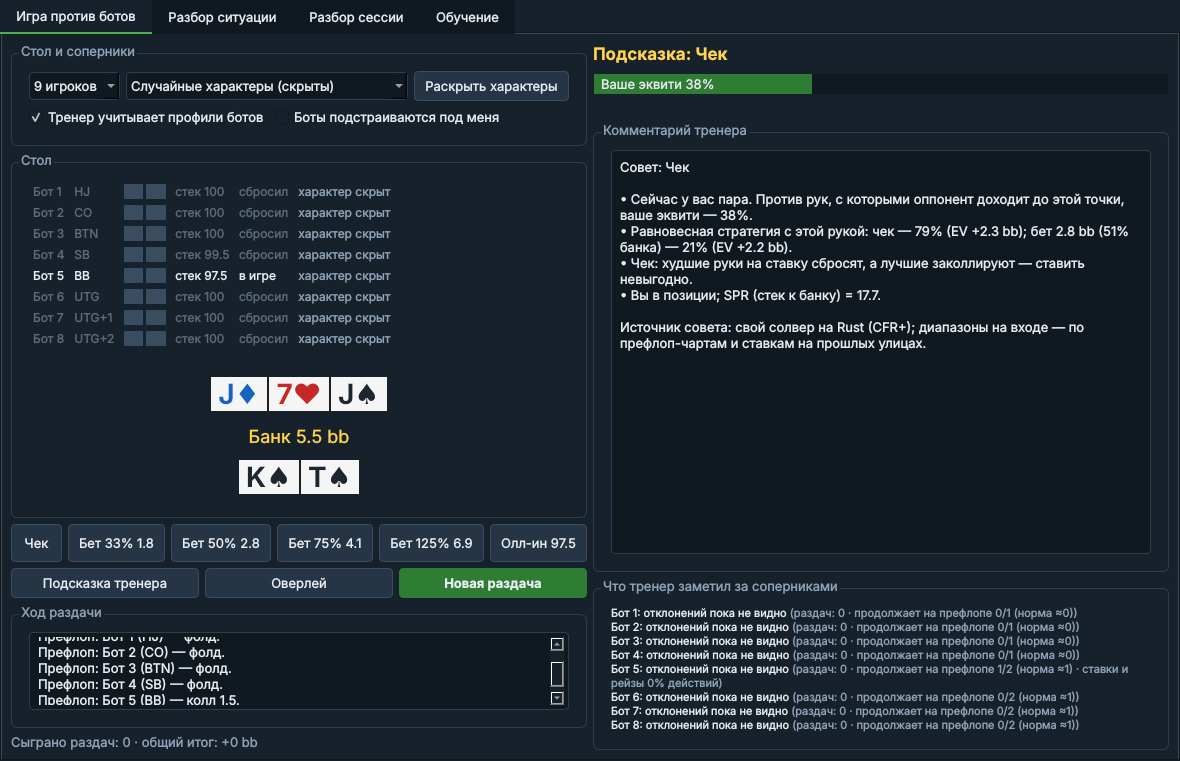 Игра против ботов
Разбор ситуации
Разбор сессии
Обучение
Стол и соперники
9 игроков
Случайные характеры (скрыты)
Раскрыть характеры
✓ Тренер учитывает профили ботов
Боты подстраиваются под меня
Стол
Бот 1 HJ стек 100 сбросил характер скрыт
Бот 2 CO стек 100 сбросил характер скрыт
Бот 3 BTN стек 100 сбросил характер скрыт
Бот 4 SB стек 99.5 сбросил характер скрыт
Бот 5 BB стек 97.5 в игре характер скрыт
Бот 6 UTG стек 100 сбросил характер скрыт
Бот 7 UTG+1 стек 100 сбросил характер скрыт
Бот 8 UTG+2 стек 100 сбросил характер скрыт
J♦ 7♥ J♠
Банк 5.5 bb
K♠ T♠
Чек
Бет 33% 1.8
Бет 50% 2.8
Бет 75% 4.1
Бет 125% 6.9
Олл-ин 97.5
Подсказка тренера
Оверлей
Новая раздача
Ход раздачи
Префлоп: Бот 1 (HJ) — фолд.
Префлоп: Бот 2 (CO) — фолд.
Префлоп: Бот 3 (BTN) — фолд.
Префлоп: Бот 4 (SB) — фолд.
Префлоп: Бот 5 (BB) — колл 1.5.
Сыграно раздач: 0 · общий итог: +0 bb
Подсказка: Чек
Ваше эквити 38%
Комментарий тренера
Совет: Чек
• Сейчас у вас пара. Против рук, с которыми оппонент доходит до этой точки,
ваше эквити — 38%.
• Равновесная стратегия с этой рукой: чек — 79% (EV +2.3 bb); бет 2.8 bb (51%
банка) — 21% (EV +2.2 bb).
• Чек: худшие руки на ставку сбросят, а лучшие заколлируют — ставить
невыгодно.
• Вы в позиции; SPR (стек к банку) = 17.7.
Источник совета: свой солвер на Rust (CFR+); диапазоны на входе — по
префлоп-чартам и ставкам на прошлых улицах.
Что тренер заметил за соперниками
Бот 1: отклонений пока не видно (раздач: 0 · продолжает на префлопе 0/1 (норма ≈0))
Бот 2: отклонений пока не видно (раздач: 0 · продолжает на префлопе 0/1 (норма ≈0))
Бот 3: отклонений пока не видно (раздач: 0 · продолжает на префлопе 0/1 (норма ≈0))
Бот 4: отклонений пока не видно (раздач: 0 · продолжает на префлопе 0/1 (норма ≈0))
Бот 5: отклонений пока не видно (раздач: 0 · продолжает на префлопе 1/2 (норма ≈1) · ставки и
рейзы 0% действий)
Бот 6: отклонений пока не видно (раздач: 0 · продолжает на префлопе 0/2 (норма ≈1))
Бот 7: отклонений пока не видно (раздач: 0 · продолжает на префлопе 0/2 (норма ≈1))
Бот 8: отклонений пока не видно (раздач: 0 · продолжает на префлопе 0/2 (норма ≈1))